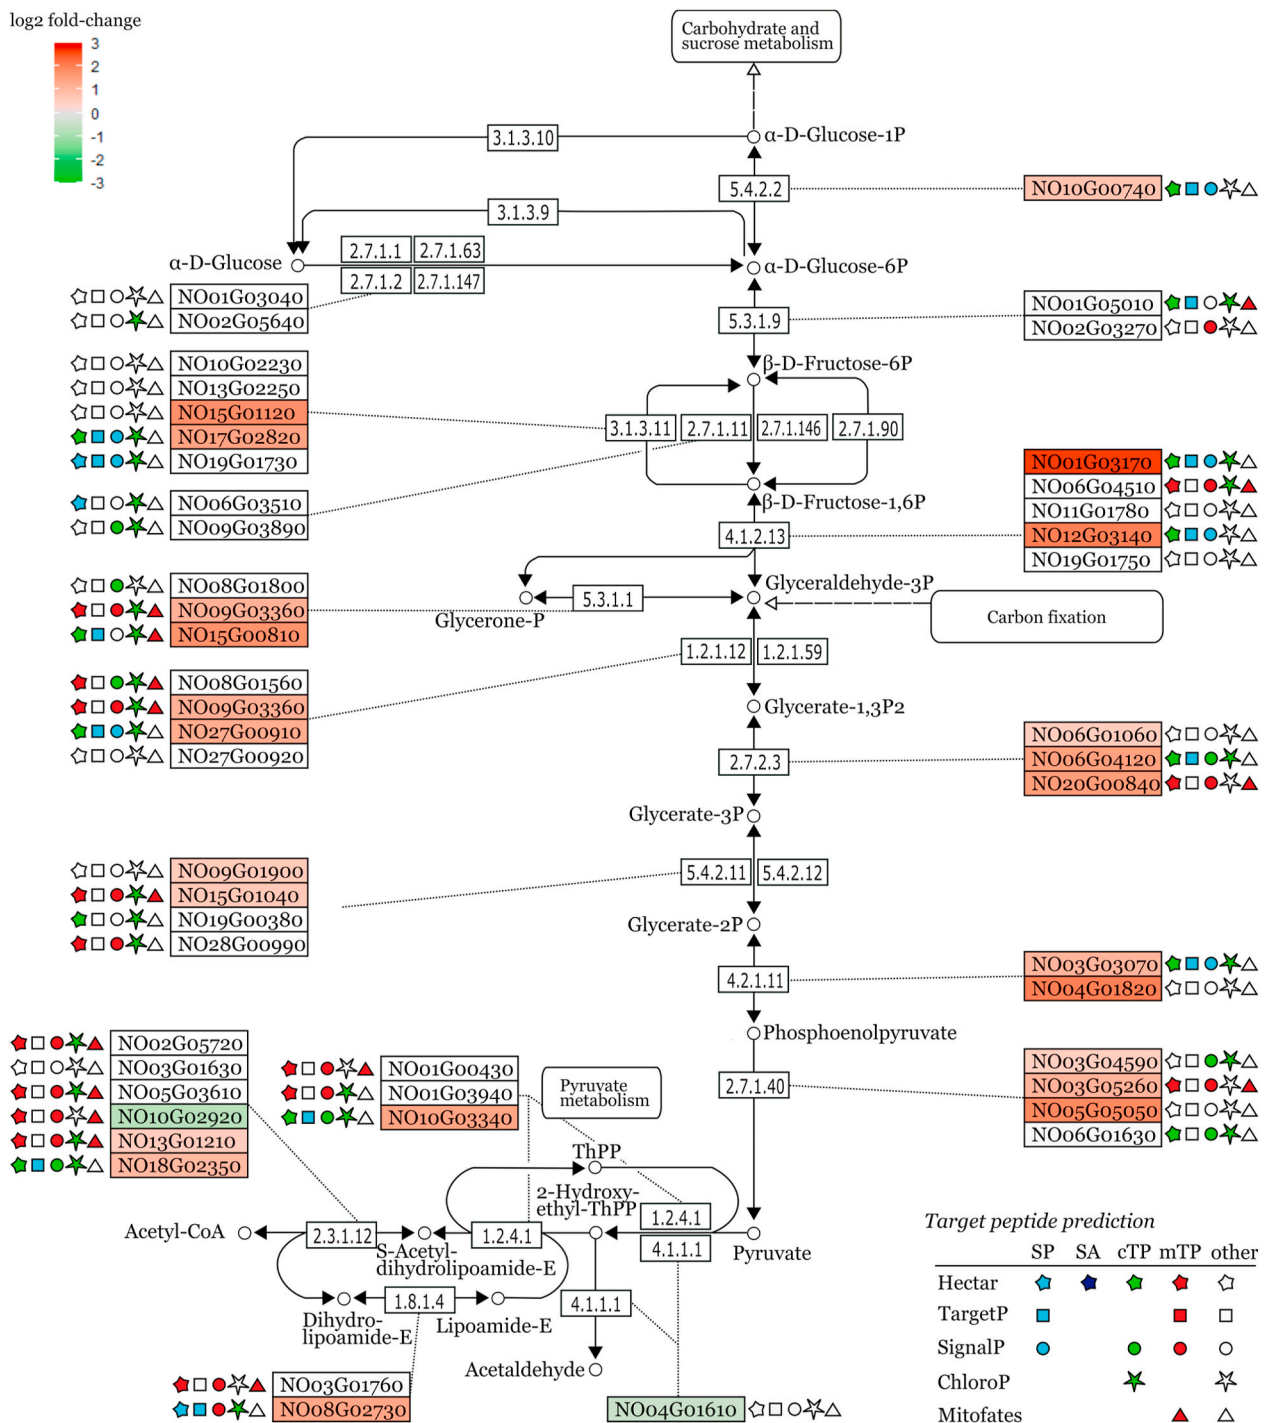 log2 fold-change
3
2
1
0
-1
-2
-3
Carbohydrate and
sucrose metabolism
3.1.3.10
α-D-Glucose-1P
5.4.2.2
NO10G00740
3.1.3.9
2.7.1.1
2.7.1.63
α-D-Glucose
α-D-Glucose-6P
2.7.1.2
2.7.1.147
NO01G03040
NO02G05640
NO01G05010
NO02G03270
5.3.1.9
β-D-Fructose-6P
NO10G02230
NO13G02250
NO15G01120
NO17G02820
NO19G01730
3.1.3.11
2.7.1.11
2.7.1.146
2.7.1.90
NO01G03170
NO06G04510
NO11G01780
NO12G03140
NO19G01750
NO06G03510
NO09G03890
β-D-Fructose-1,6P
4.1.2.13
NO08G01800
NO09G03360
NO15G00810
Glyceraldehyde-3P
5.3.1.1
Glycerone-P
Carbon fixation
1.2.1.12
1.2.1.59
NO08G01560
NO09G03360
NO27G00910
NO27G00920
Glycerate-1,3P2
NO06G01060
NO06G04120
NO20G00840
2.7.2.3
Glycerate-3P
NO09G01900
NO15G01040
NO19G00380
NO28G00990
5.4.2.11
5.4.2.12
Glycerate-2P
4.2.1.11
NO03G03070
NO04G01820
Phosphoenolpyruvate
NO02G05720
NO03G01630
NO05G03610
NO10G02920
NO13G01210
NO18G02350
NO01G00430
NO01G03940
NO10G03340
Pyruvate
metabolism
2.7.1.40
NO03G04590
NO03G05260
NO05G05050
NO06G01630
ThPP
2-Hydroxy-
ethyl-ThPP
1.2.4.1
Acetyl-CoA
2.3.1.12
1.2.4.1
4.1.1.1
Pyruvate
S-Acetyl-
dihydrolipoamide-E
1.8.1.4
4.1.1.1
Dihydro-
lipoamide-E
Lipoamide-E
Acetaldehyde
NO03G01760
NO08G02730
NO04G01610
Target peptide prediction
SP SA cTP mTP other
Hectar
TargetP
SignalP
ChloroP
Mitofates